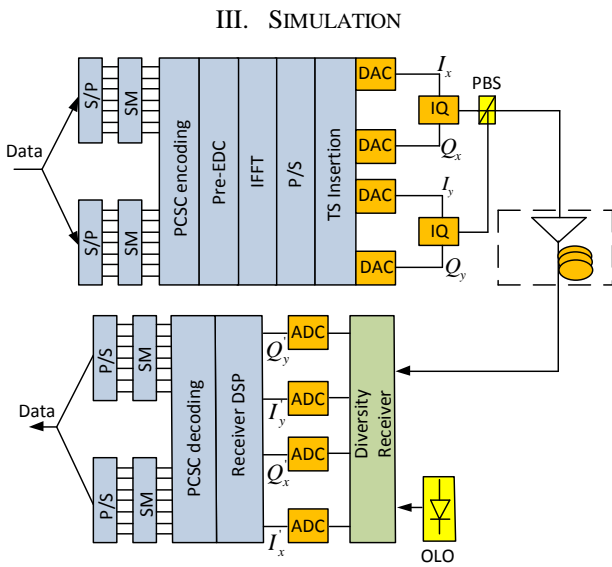 III. SIMULATION
Data
S/P
SM
S/P
SM
PCSC encoding
Pre-EDC
IFFT
P/S
TS Insertion
DAC
DAC
DAC
DAC
I_x
Q_x
I_y
Q_y
IQ
IQ
PBS
Data
P/S
SM
P/S
SM
PCSC decoding
Receiver DSP
Q'_y
I'_y
Q'_x
I'_x
ADC
ADC
ADC
ADC
Diversity
Receiver
OLO